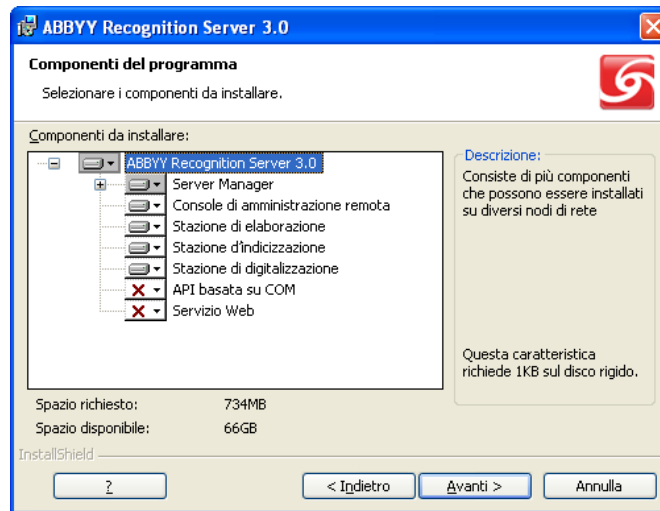 ABBYY Recognition Server 3.0
Componenti del programma
Selezionare i componenti da installare.
Componenti da installare:
ABBYY Recognition Server 3.0
Server Manager
Console di amministrazione remota
Stazione di elaborazione
Stazione d'indicizzazione
Stazione di digitalizzazione
API basata su COM
Servizio Web
Descrizione:
Consiste di più componenti
che possono essere installati
su diversi nodi di rete
Questa caratteristica
richiede 1KB sul disco rigido.
Spazio richiesto: 734MB
Spazio disponibile: 66GB
InstallShield
? < Indietro Avanti > Annulla